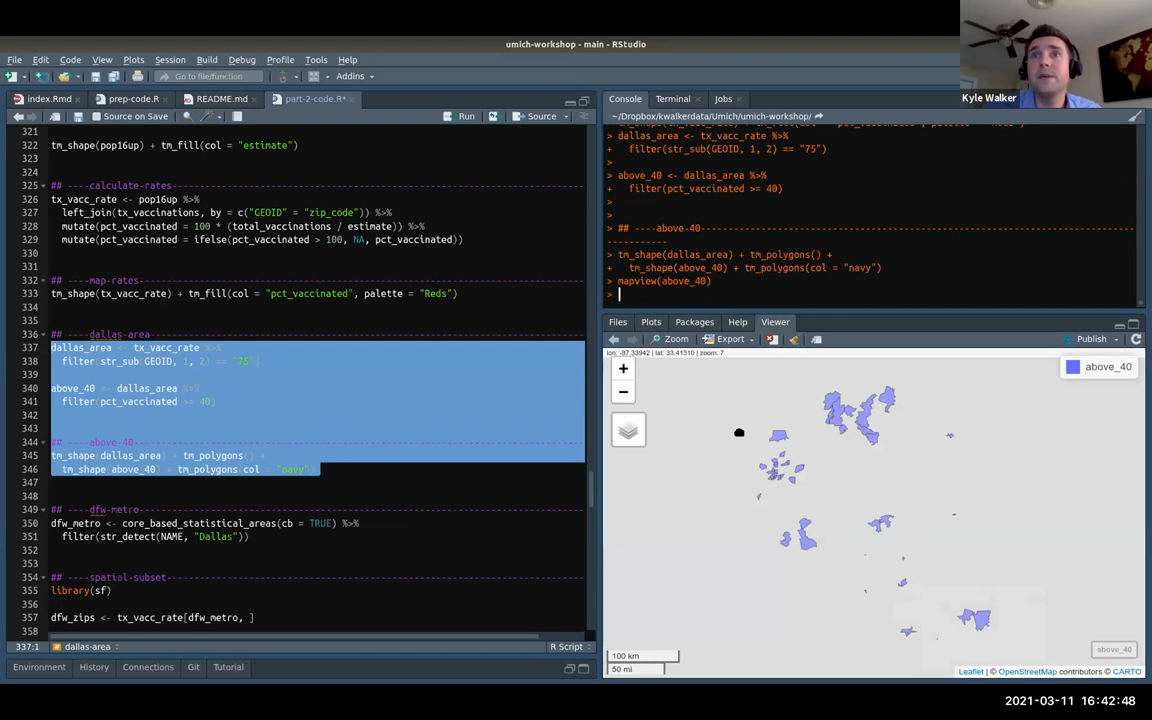 umich-workshop - main - RStudio
File Edit Code View Plots Session Build Debug Profile Tools Help
Go to file/function Addins
Kyle Walker
index.Rmd prep-code.R README.md part-2-code.R*
Source on Save Run Source
321
322 tm_shape(pop16up) + tm_fill(col = "estimate")
323
324
325 ## ----calculate-rates----
326 tx_vacc_rate <- pop16up %>%
327 left_join(tx_vaccinations, by = c("GEOID" = "zip_code")) %>%
328 mutate(pct_vaccinated = 100 * (total_vaccinations / estimate)) %>%
329 mutate(pct_vaccinated = ifelse(pct_vaccinated > 100, NA, pct_vaccinated))
330
331
332 ## ----map-rates----
333 tm_shape(tx_vacc_rate) + tm_fill(col = "pct_vaccinated", palette = "Reds")
334
335
336 ## ----dallas-area----
337 dallas_area <- tx_vacc_rate %>%
338 filter(str_sub(GEOID, 1, 2) == "75")
339
340 above_40 <- dallas_area %>%
341 filter(pct_vaccinated >= 40)
342
343
344 ## ----above-40----
345 tm_shape(dallas_area) + tm_polygons() +
346 tm_shape(above_40) + tm_polygons(col = "navy")
347
348
349 ## ----dfw-metro----
350 dfw_metro <- core_based_statistical_areas(cb = TRUE) %>%
351 filter(str_detect(NAME, "Dallas"))
352
353
354 ## ----spatial-subset----
355 library(sf)
356
357 dfw_zips <- tx_vacc_rate[dfw_metro, ]
358
337:1 dallas-area R Script
Environment History Connections Git Tutorial
Console Terminal Jobs
~/Dropbox/kwalkerdata/Umich/umich-workshop/
> dallas_area <- tx_vacc_rate %>%
+ filter(str_sub(GEOID, 1, 2) == "75")
>
> above_40 <- dallas_area %>%
+ filter(pct_vaccinated >= 40)
>
>
> ## ----above-40----
-----------
> tm_shape(dallas_area) + tm_polygons() +
+ tm_shape(above_40) + tm_polygons(col = "navy")
> mapview(above_40)
>
Files Plots Packages Help Viewer
Zoom Export Publish
lon: -97.33942 | lat: 33.41310 | zoom: 7
+
−
above_40
100 km
50 mi
above_40
Leaflet | © OpenStreetMap contributors © CARTO
2021-03-11 16:42:48